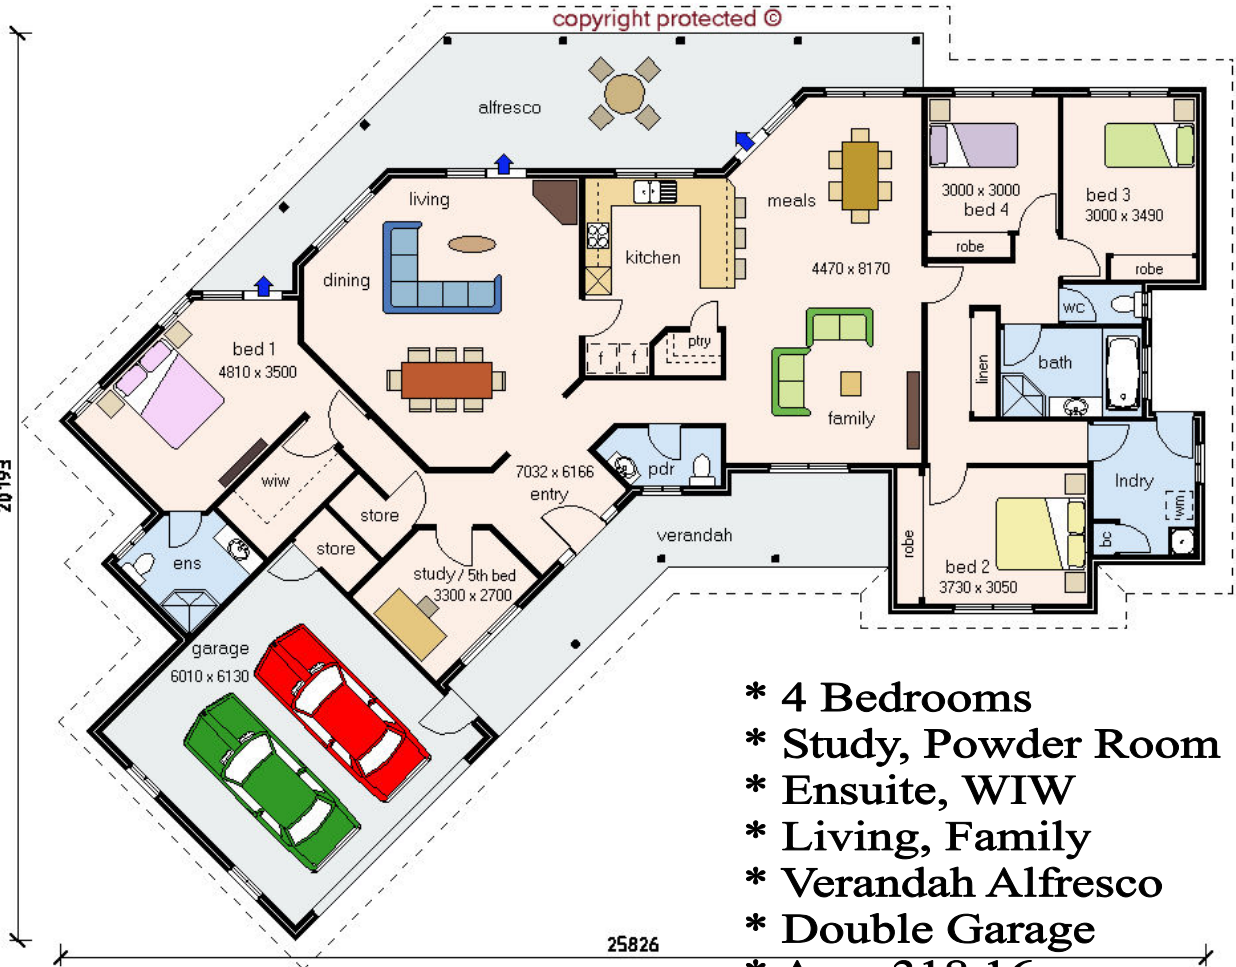 copyright protected ©
alfresco
living
dining
kitchen
meals
4470 x 8170
3000 x 3000
bed 4
robe
bed 3
3000 x 3490
robe
wc
bath
linen
ptry
f f
family
bed 1
4810 x 3500
wiw
store
store
ens
7032 x 6166
entry
pdr
verandah
study / 5th bed
3300 x 2700
garage
6010 x 6130
robe
bed 2
3730 x 3050
lndry
wm
bc
25826
* 4 Bedrooms
* Study, Powder Room
* Ensuite, WIW
* Living, Family
* Verandah Alfresco
* Double Garage